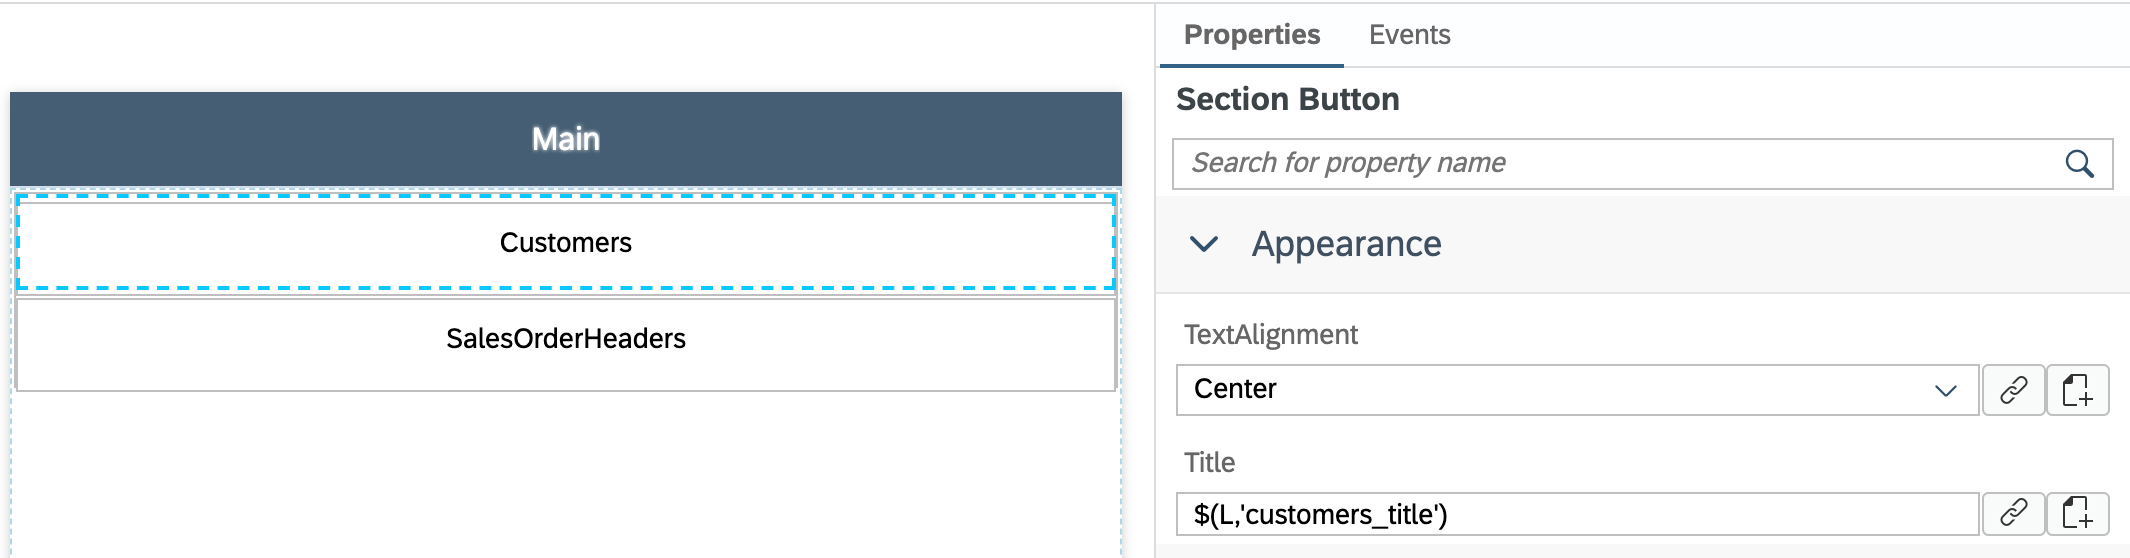 Main
Customers
SalesOrderHeaders
Properties
Events
Section Button
Search for property name
Appearance
TextAlignment
Center
Title
$(L,'customers_title')